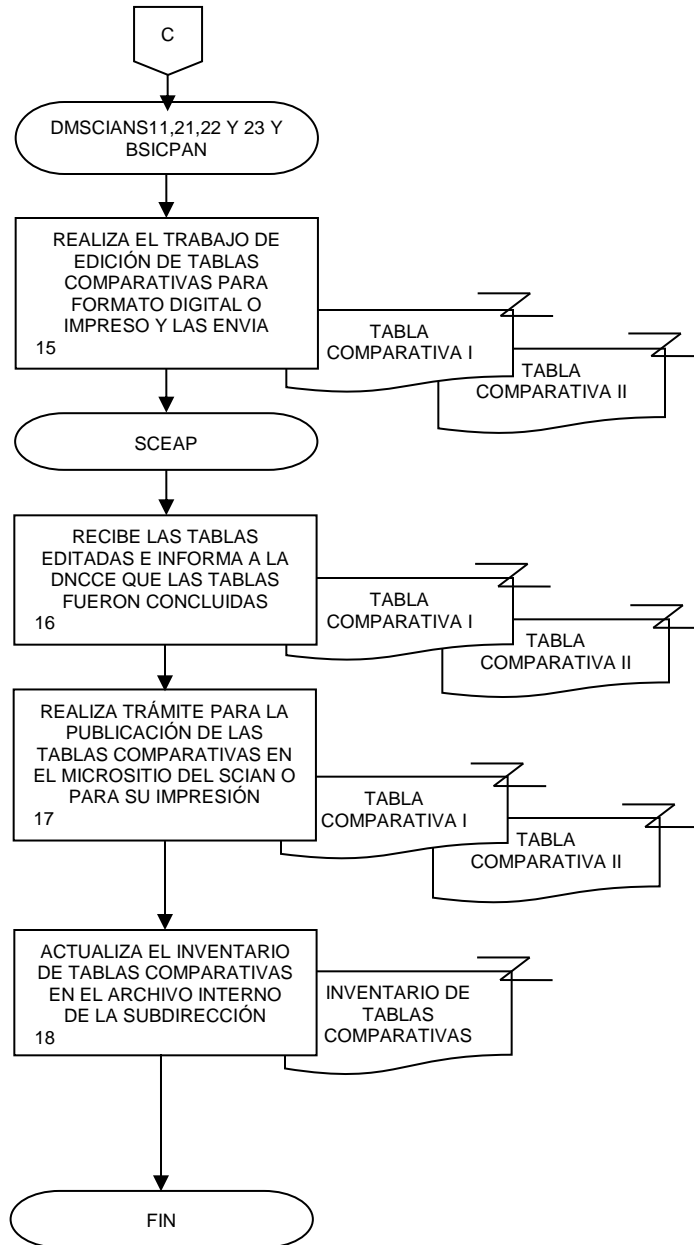 C
DMSCIANS11,21,22 Y 23 Y
BSICPAN
REALIZA EL TRABAJO DE
EDICIÓN DE TABLAS
COMPARATIVAS PARA
FORMATO DIGITAL O
IMPRESO Y LAS ENVIA
15
TABLA
COMPARATIVA I
TABLA
COMPARATIVA II
SCEAP
RECIBE LAS TABLAS
EDITADAS E INFORMA A LA
DNCCE QUE LAS TABLAS
FUERON CONCLUIDAS
16
TABLA
COMPARATIVA I
TABLA
COMPARATIVA II
REALIZA TRÁMITE PARA LA
PUBLICACIÓN DE LAS
TABLAS COMPARATIVAS EN
EL MICROSITIO DEL SCIAN O
PARA SU IMPRESIÓN
17
TABLA
COMPARATIVA I
TABLA
COMPARATIVA II
ACTUALIZA EL INVENTARIO
DE TABLAS COMPARATIVAS
EN EL ARCHIVO INTERNO
DE LA SUBDIRECCIÓN
18
INVENTARIO DE
TABLAS
COMPARATIVAS
FIN